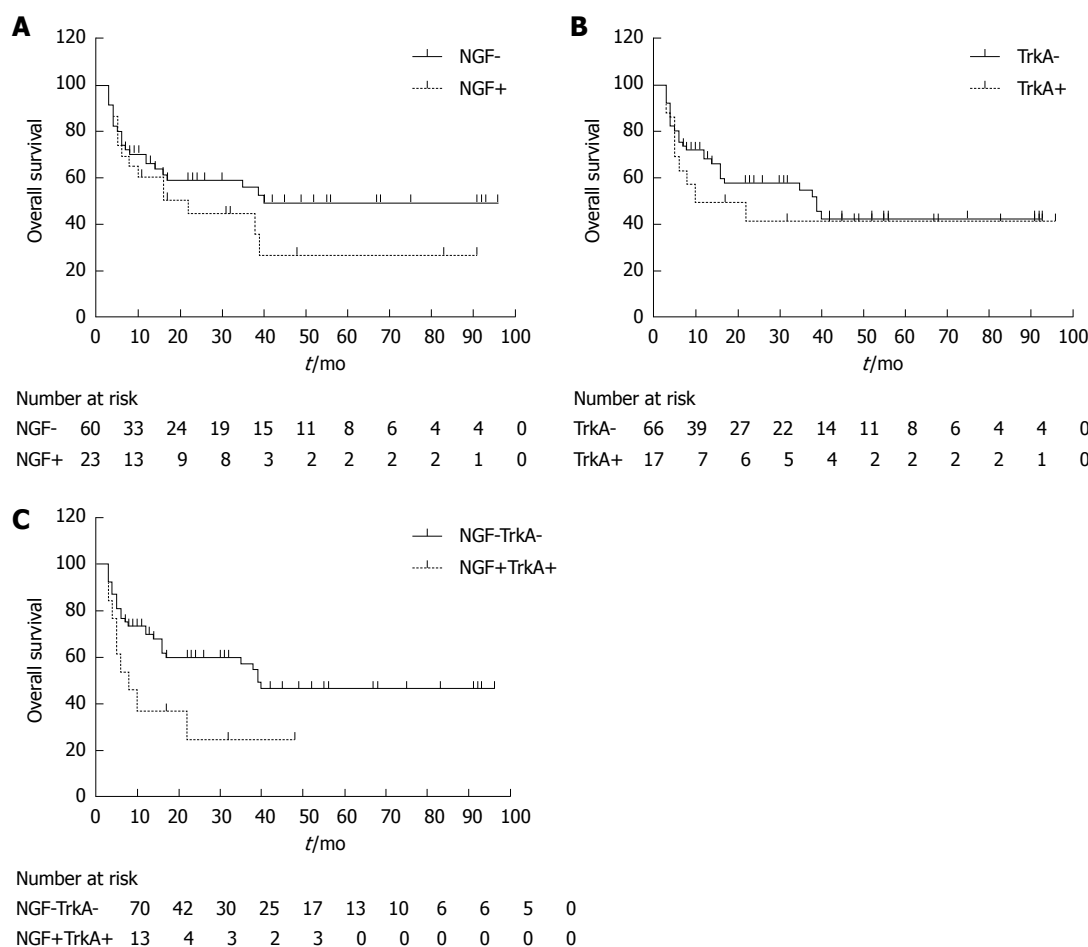 A
120
100
80
60
40
20
0
Overall survival
NGF-
NGF+
0 10 20 30 40 50 60 70 80 90 100
t/mo
Number at risk
NGF- 60 33 24 19 15 11 8 6 4 4 0
NGF+ 23 13 9 8 3 2 2 2 2 1 0
B
120
100
80
60
40
20
0
Overall survival
TrkA-
TrkA+
0 10 20 30 40 50 60 70 80 90 100
t/mo
Number at risk
TrkA- 66 39 27 22 14 11 8 6 4 4 0
TrkA+ 17 7 6 5 4 2 2 2 2 1 0
C
120
100
80
60
40
20
0
Overall survival
NGF-TrkA-
NGF+TrkA+
0 10 20 30 40 50 60 70 80 90 100
t/mo
Number at risk
NGF-TrkA- 70 42 30 25 17 13 10 6 6 5 0
NGF+TrkA+ 13 4 3 2 3 0 0 0 0 0 0